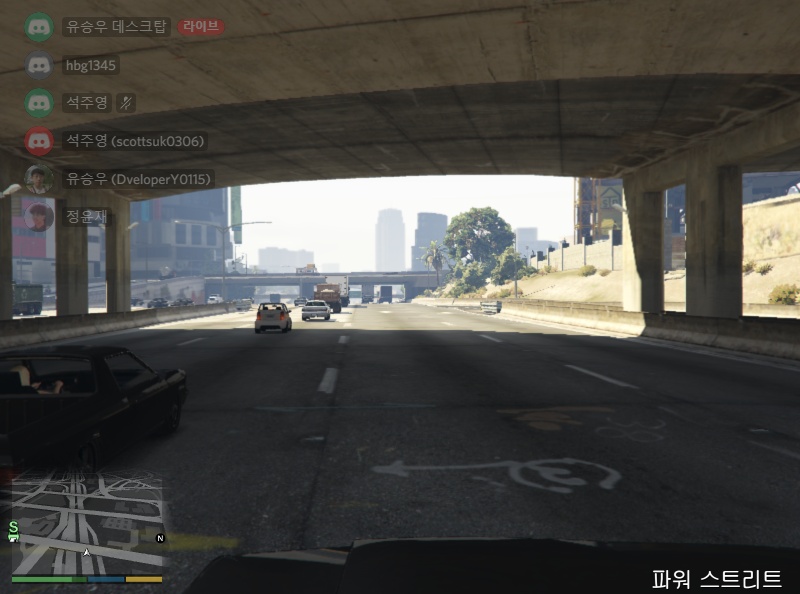 유승우 데스크탑 라이브
hbg1345
석주영
석주영 (scottsuk0306)
유승우 (DveloperY0115)
정윤재
S
N
파워 스트리트